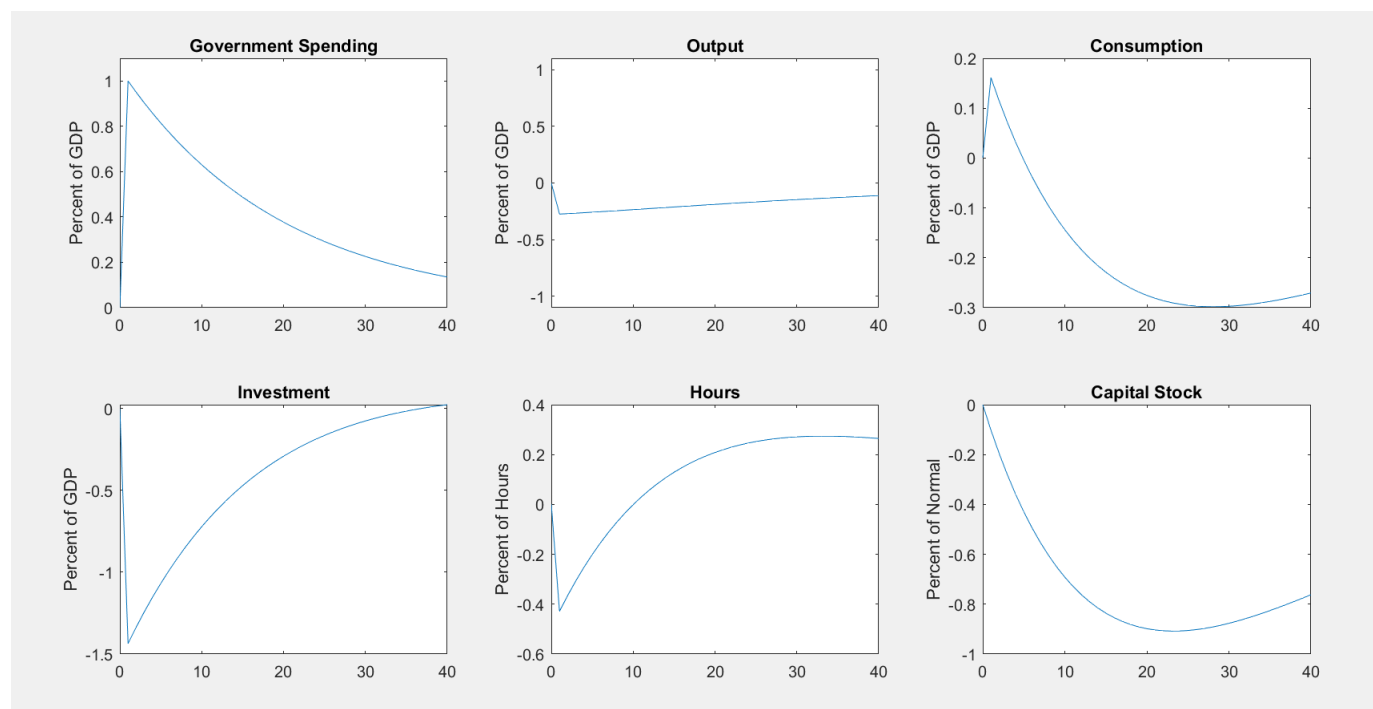 Government Spending
Percent of GDP
1
0.8
0.6
0.4
0.2
0
0 10 20 30 40
Output
Percent of GDP
1
0.5
0
-0.5
-1
0 10 20 30 40
Consumption
Percent of GDP
0.2
0.1
0
-0.1
-0.2
-0.3
0 10 20 30 40
Investment
Percent of GDP
0
-0.5
-1
-1.5
0 10 20 30 40
Hours
Percent of Hours
0.4
0.2
0
-0.2
-0.4
-0.6
0 10 20 30 40
Capital Stock
Percent of Normal
0
-0.2
-0.4
-0.6
-0.8
-1
0 10 20 30 40